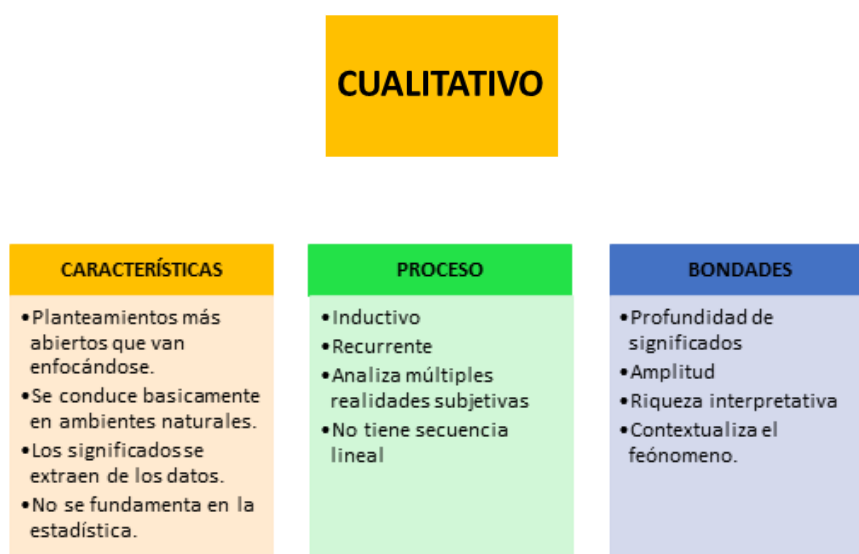 CUALITATIVO
CARACTERÍSTICAS
•Planteamientos más
abiertos que van
enfocándose.
•Se conduce basicamente
en ambientes naturales.
•Los significados se
extraen de los datos.
•No se fundamenta en la
estadística.
PROCESO
•Inductivo
•Recurrente
•Analiza múltiples
realidades subjetivas
•No tiene secuencia
lineal
BONDADES
•Profundidad de
significados
•Amplitud
•Riqueza interpretativa
•Contextualiza el
feónomeno.